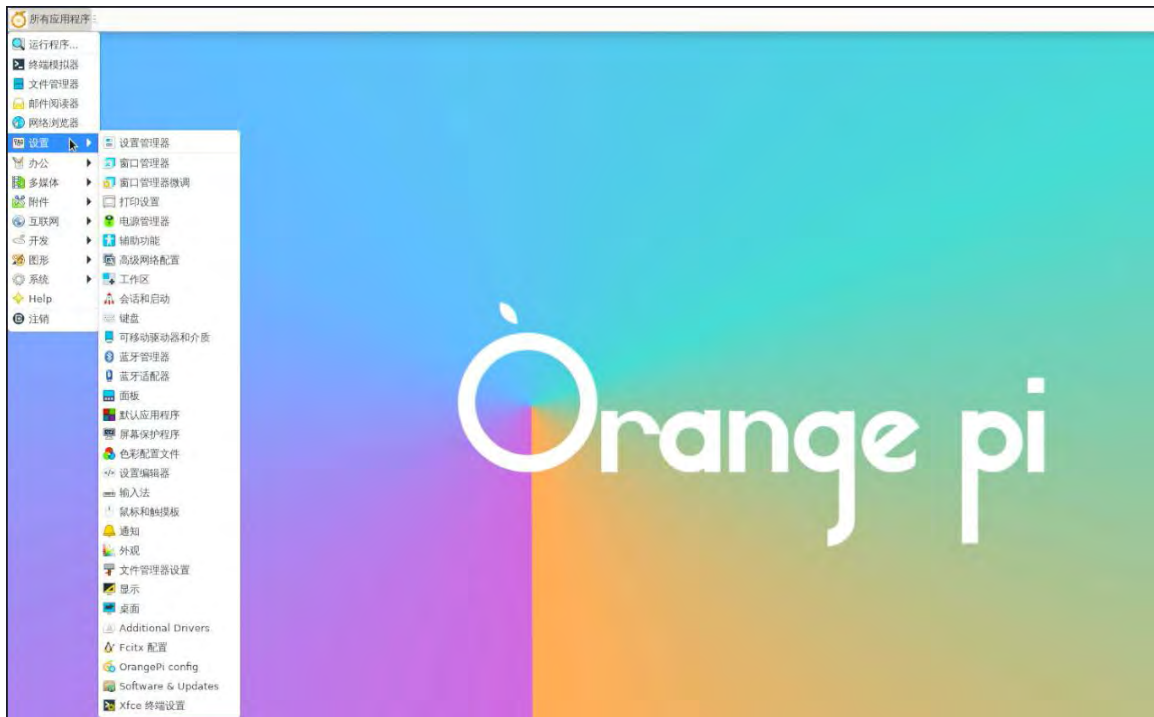 所有应用程序
运行程序...
终端模拟器
文件管理器
邮件阅读器
网络浏览器
设置
办公
多媒体
附件
互联网
开发
图形
系统
Help
注销
设置管理器
窗口管理器
窗口管理器微调
打印设置
电源管理器
辅助功能
高级网络配置
工作区
会话和启动
键盘
可移动驱动器和介质
蓝牙管理器
蓝牙适配器
面板
默认应用程序
屏幕保护程序
色彩配置文件
设置编辑器
输入法
鼠标和触摸板
通知
外观
文件管理器设置
显示
桌面
Additional Drivers
Fcitx 配置
OrangePi config
Software & Updates
Xfce 终端设置
Orange pi